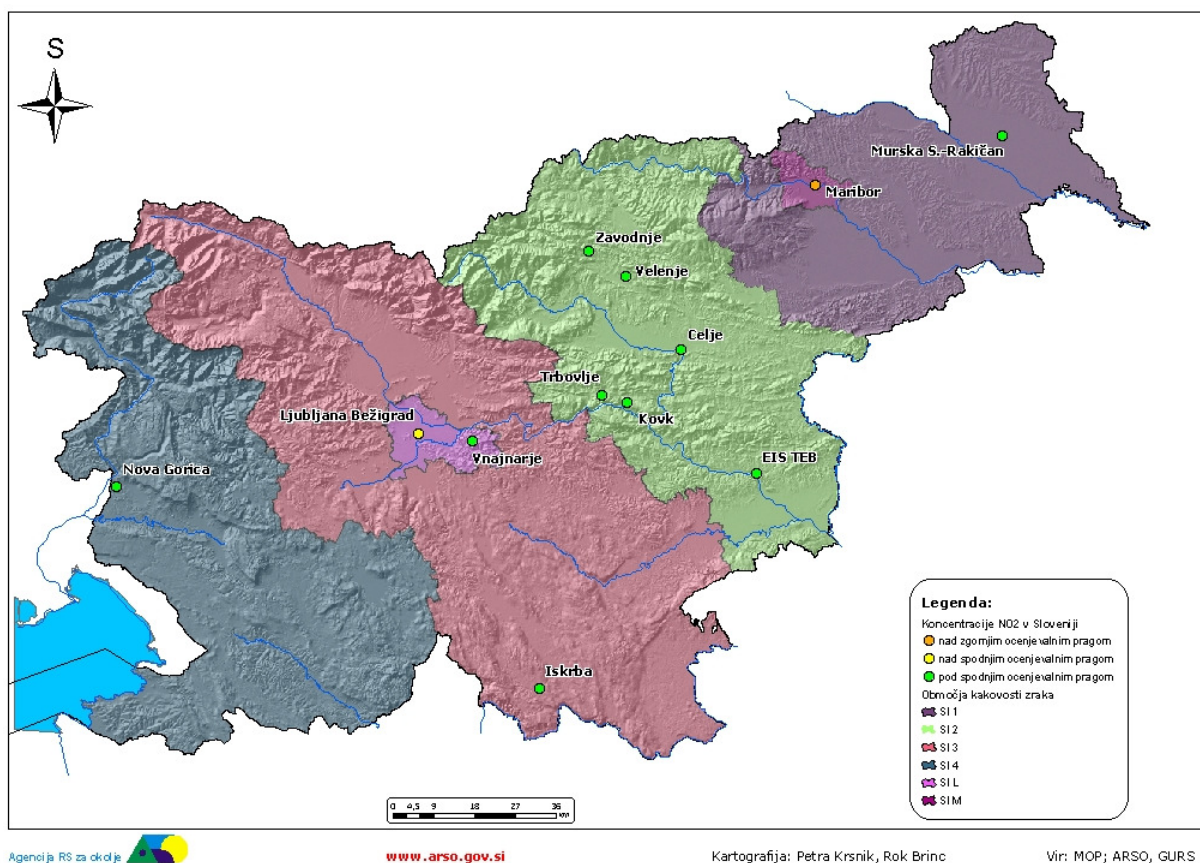 S
Murska S.-Rakičan
Maribor
Zavodnje
Velenje
Celje
Trbovlje
Ljubljana Bežigrad
Kovk
Vnajnarje
EIS TEB
Nova Gorica
Iskrba
Legenda:
Koncentracije NO2 v Sloveniji
nad zgornjim ocenjevalnim pragom
nad spodnjim ocenjevalnim pragom
pod spodnjim ocenjevalnim pragom
Območja kakovosti zraka
SI 1
SI 2
SI 3
SI 4
SI L
SI M
0 4,5 9 18 27 36
km
Agencija RS za okolje
www.arso.gov.si
Kartografija: Petra Krsnik, Rok Brinc
Vir: MOP; ARSO, GURS